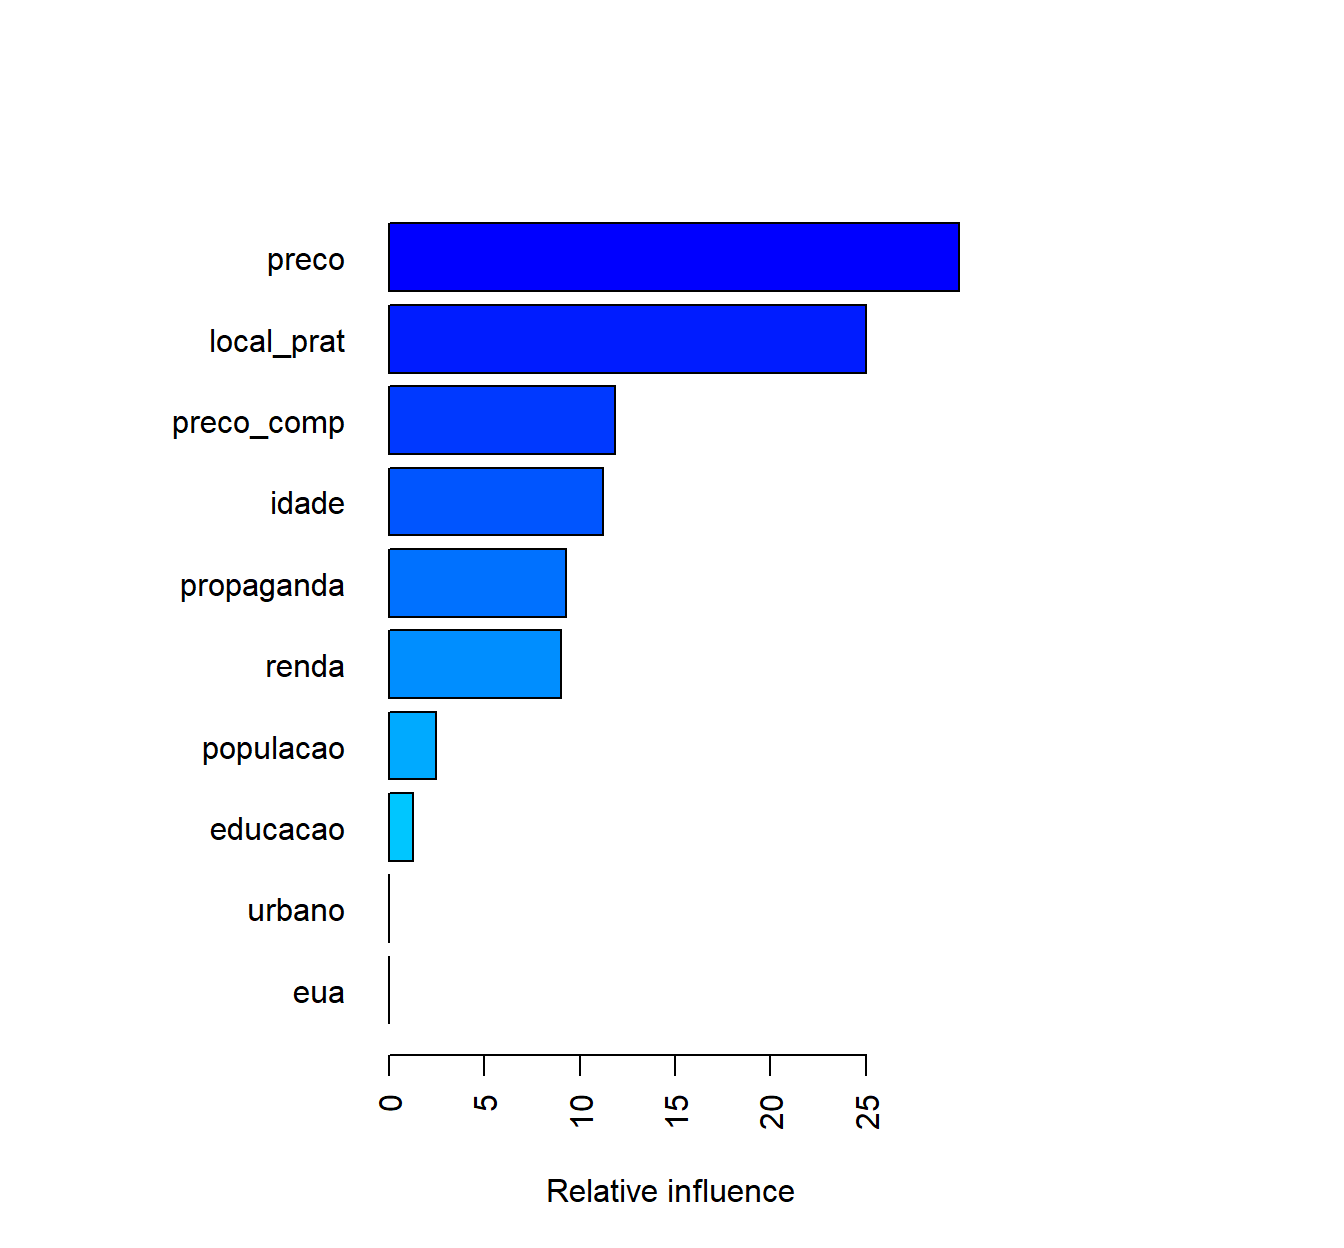 preco
local_prat
preco_comp
idade
propaganda
renda
populacao
educacao
urbano
eua
0 5 10 15 20 25
Relative influence